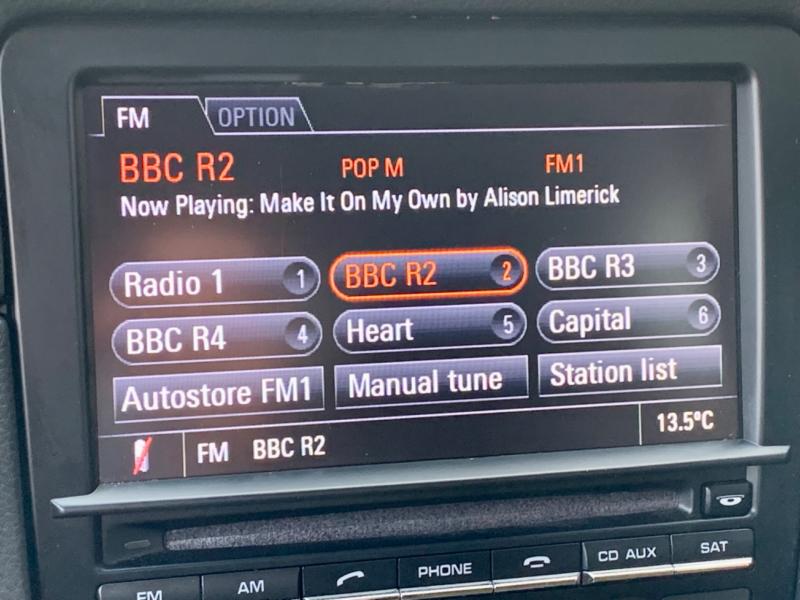 FM OPTION
BBC R2 POP M FM1
Now Playing: Make It On My Own by Alison Limerick
Radio 1 1 BBC R2 2 BBC R3 3
BBC R4 4 Heart 5 Capital 6
Autostore FM1 Manual tune Station list
FM BBC R2 13.5°C
FM AM PHONE CD AUX SAT